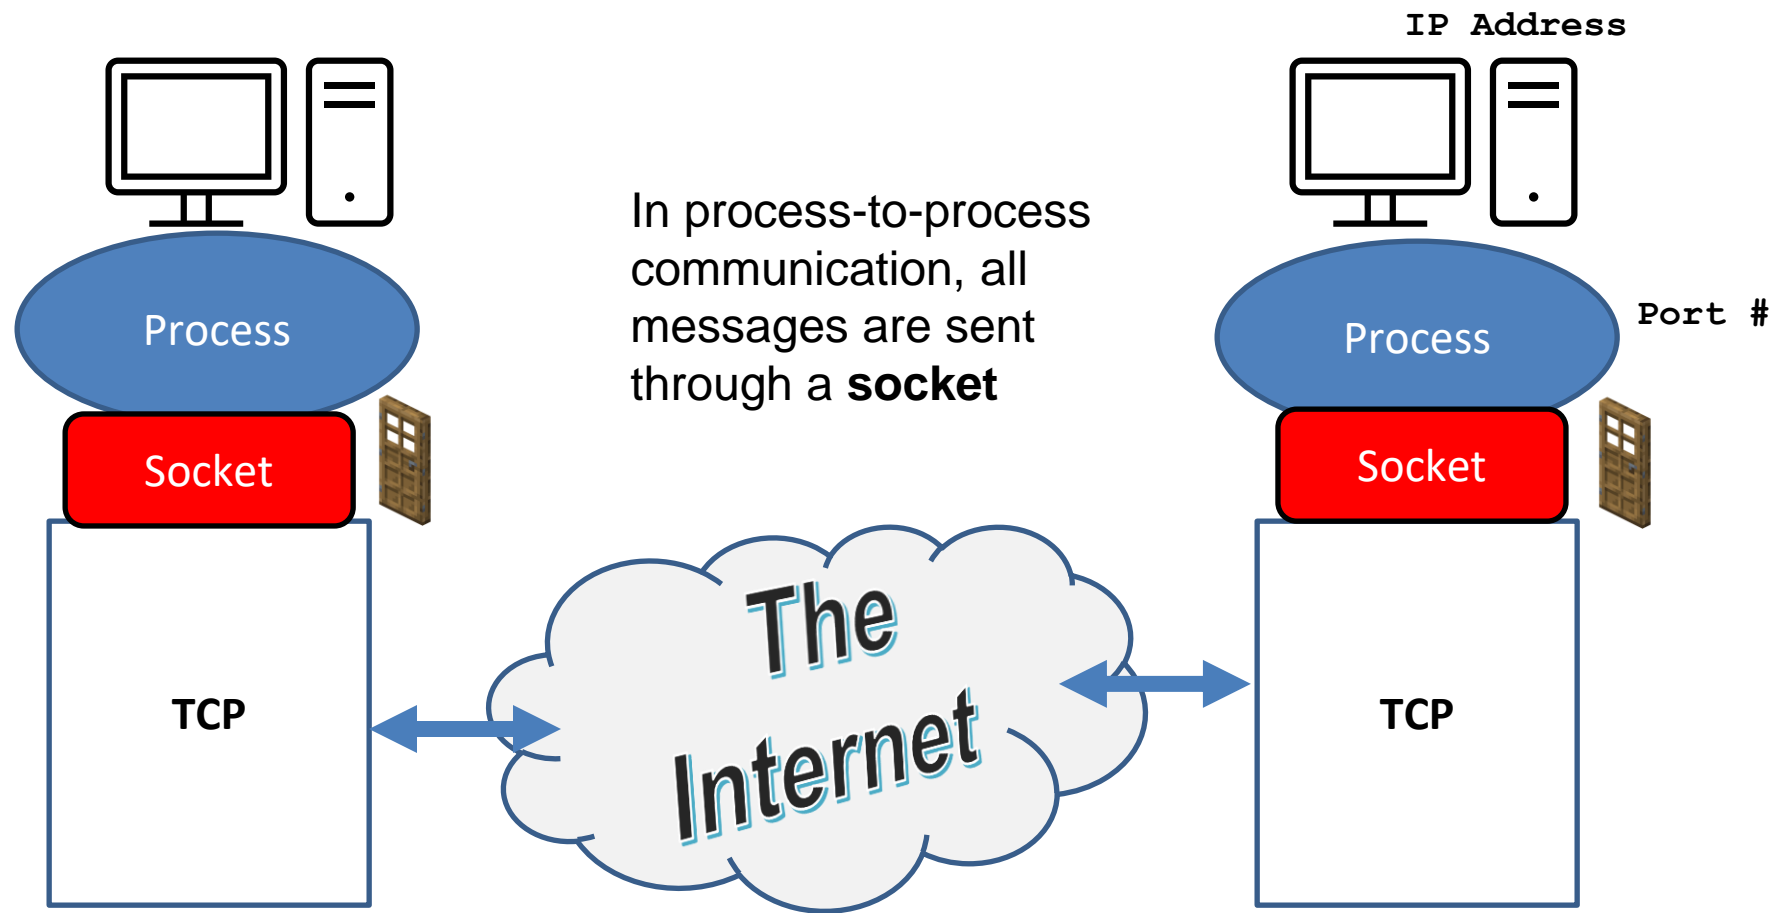 IP Address
In process-to-process
communication, all
messages are sent
through a socket
Process
Process
Port #
Socket
Socket
The
Internet
TCP
TCP